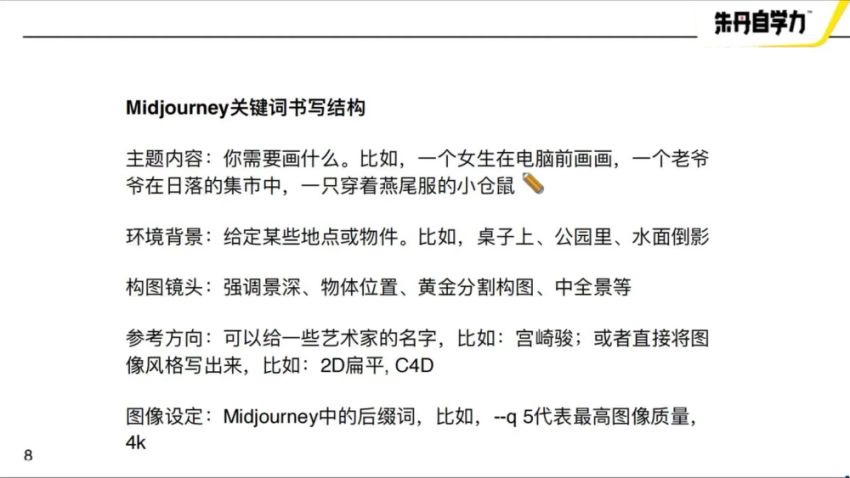 朱丹自学力™
Midjourney关键词书写结构
主题内容：你需要画什么。比如，一个女生在电脑前画画，一个老爷
爷在日落的集市中，一只穿着燕尾服的小仓鼠
环境背景：给定某些地点或物件。比如，桌子上、公园里、水面倒影
构图镜头：强调景深、物体位置、黄金分割构图、中全景等
参考方向：可以给一些艺术家的名字，比如：宫崎骏；或者直接将图
像风格写出来，比如：2D扁平, C4D
图像设定：Midjourney中的后缀词，比如，--q 5代表最高图像质量，
4k
8